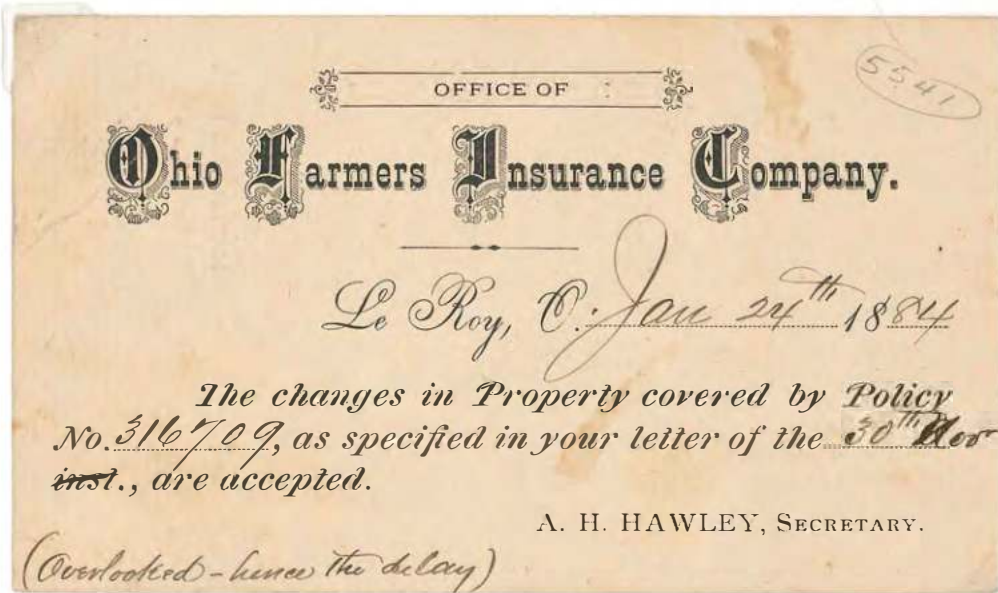 5541
OFFICE OF
Ohio Farmers Insurance Company.
Le Roy, O. Jan 24th 1884
The changes in Property covered by Policy
No. 316709, as specified in your letter of the 30th Nov
inst., are accepted.
A. H. HAWLEY, SECRETARY.
(Overlooked - hence the delay)